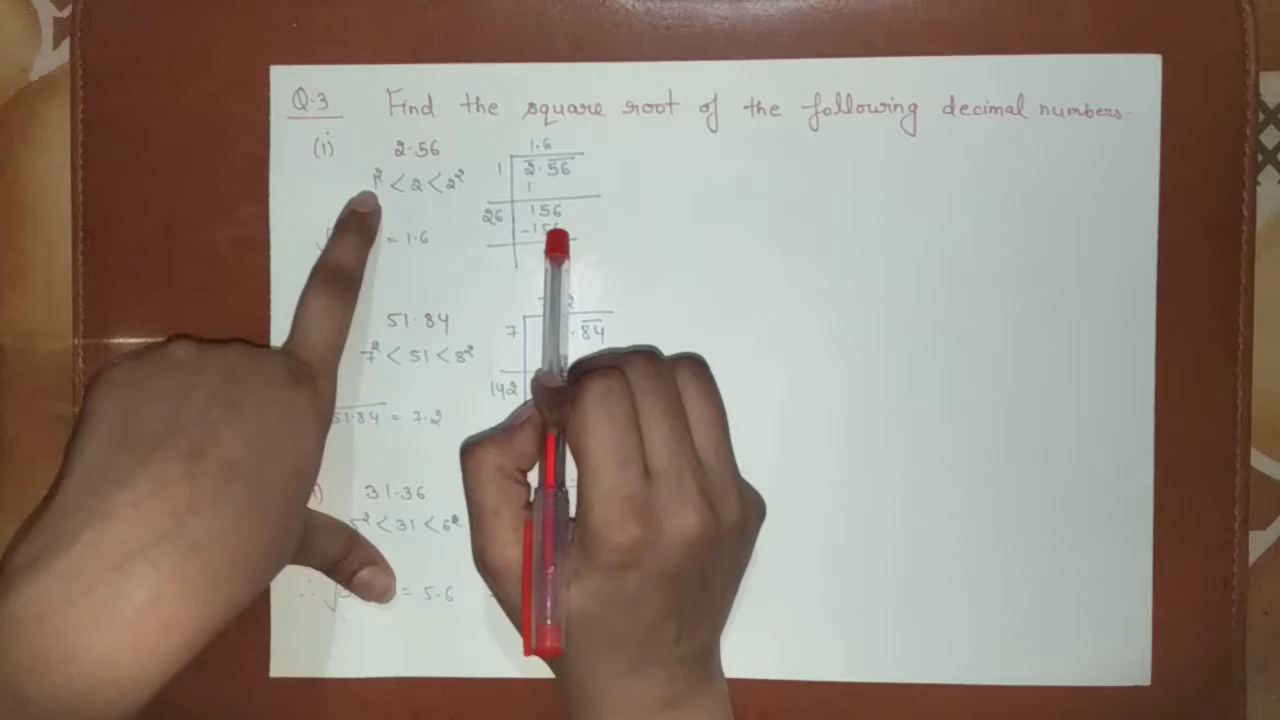 Q.3 Find the square root of the following decimal numbers.
(i) 2.56
1² < 2 < 2²
= 1.6
1.6
1 2.56
1
26 156
-156
51.84
7² < 51 < 8²
51.84 = 7.2
7 .84
142
31.36
5² < 31 < 6²
∴ √ = 5.6